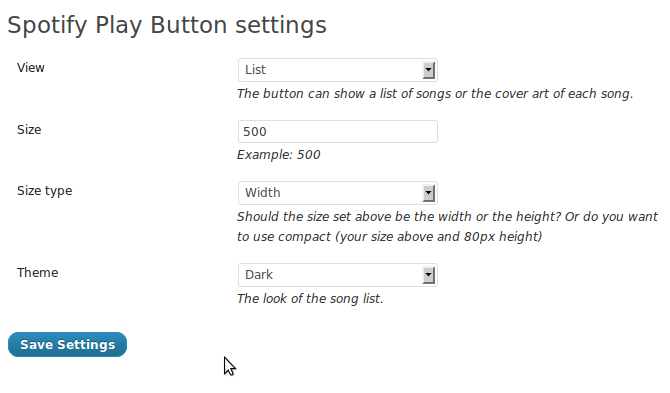 Spotify Play Button settings
View
List
The button can show a list of songs or the cover art of each song.
Size
500
Example: 500
Size type
Width
Should the size set above be the width or the height? Or do you want
to use compact (your size above and 80px height)
Theme
Dark
The look of the song list.
Save Settings